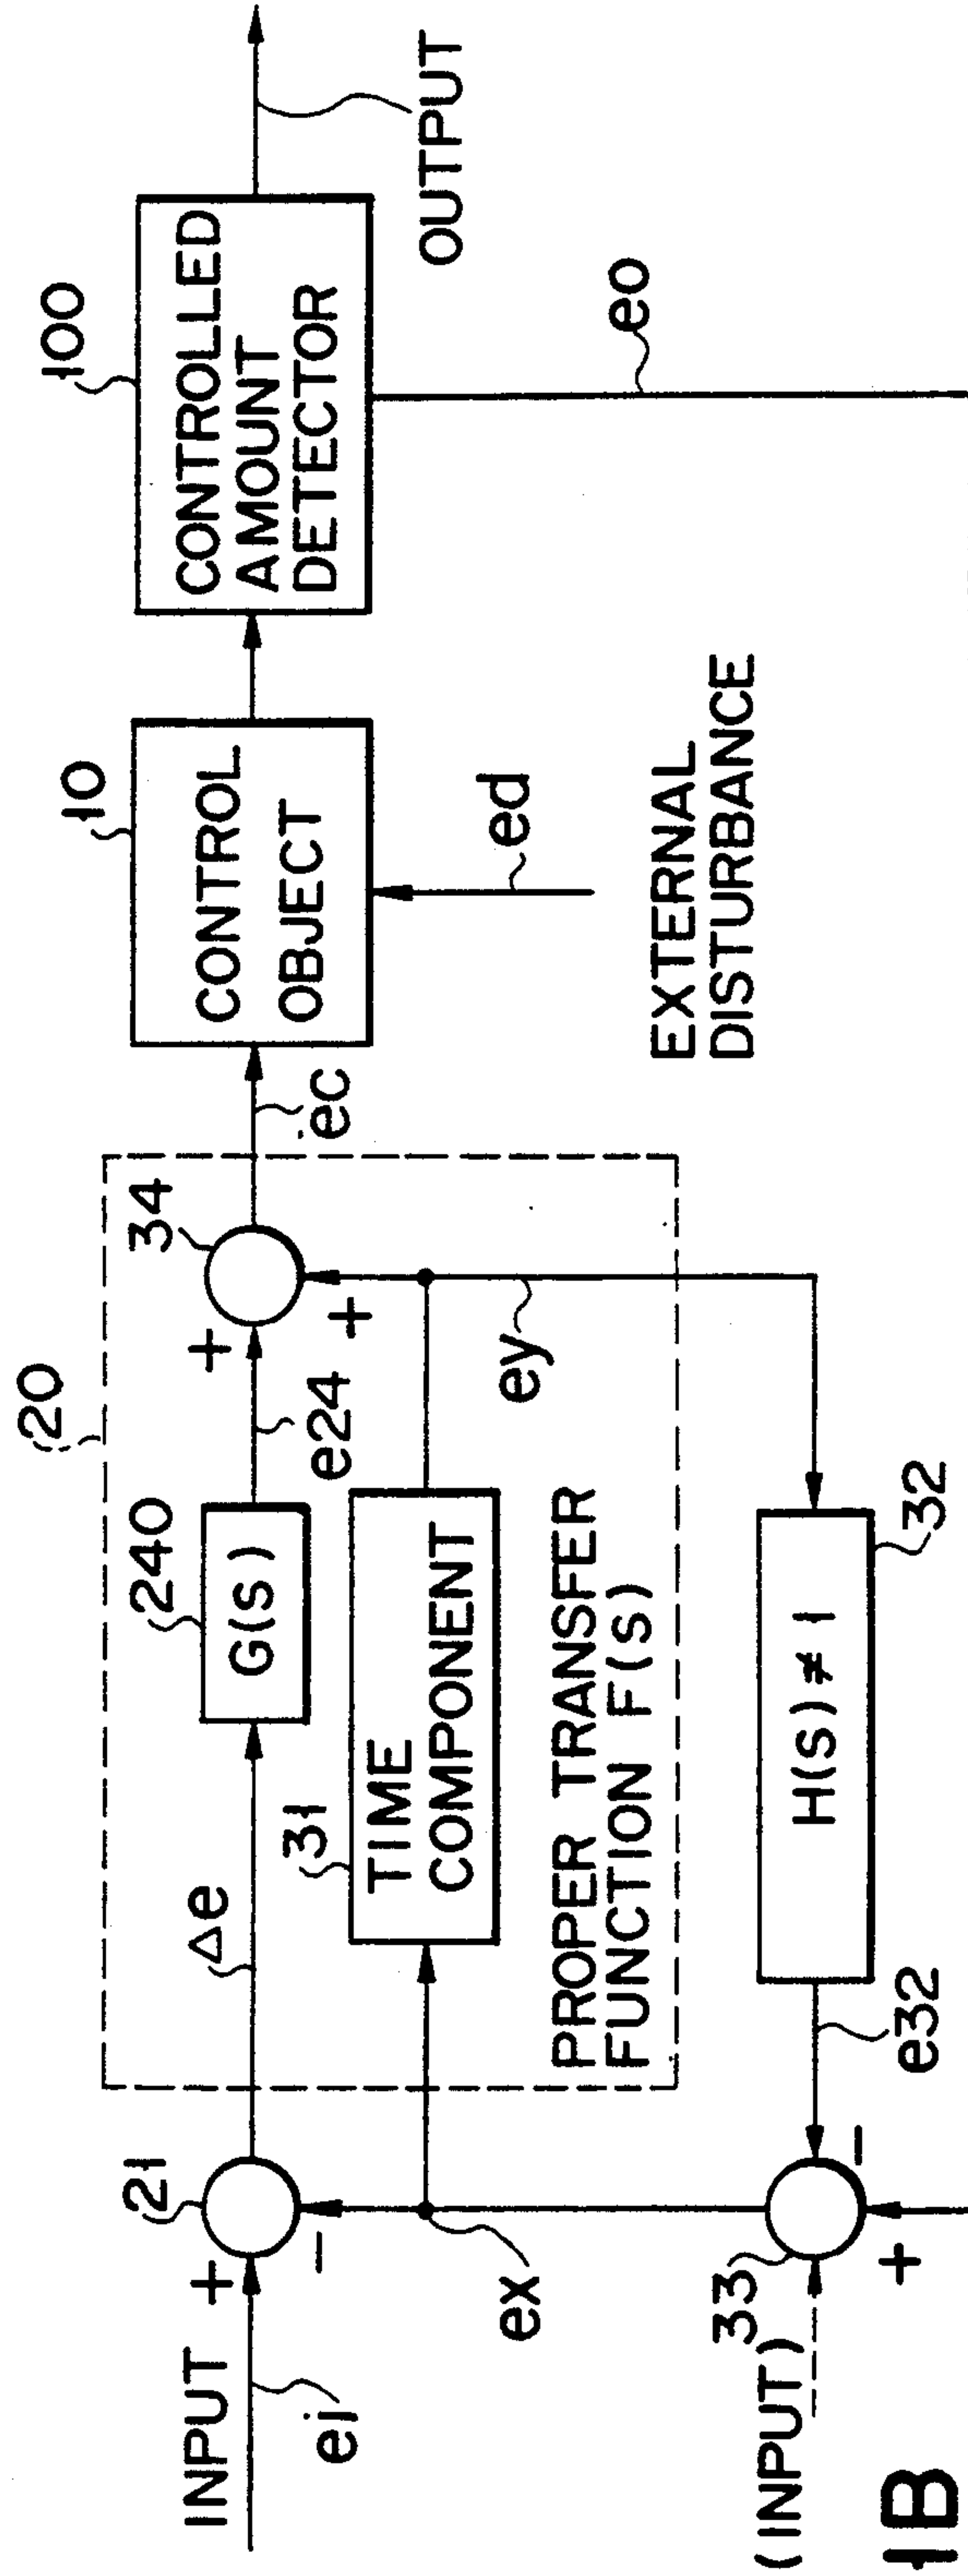 20
100
10
34
240
21
INPUT
ei
+
−
Δe
G(S)
e24
+
+
ec
CONTROL
OBJECT
CONTROLLED
AMOUNT
DETECTOR
OUTPUT
31
TIME
COMPONENT
ex
ey
ed
EXTERNAL
DISTURBANCE
eo
PROPER TRANSFER
FUNCTION F(S)
33
(INPUT)
+
−
e32
H(S)≠1
32
1B